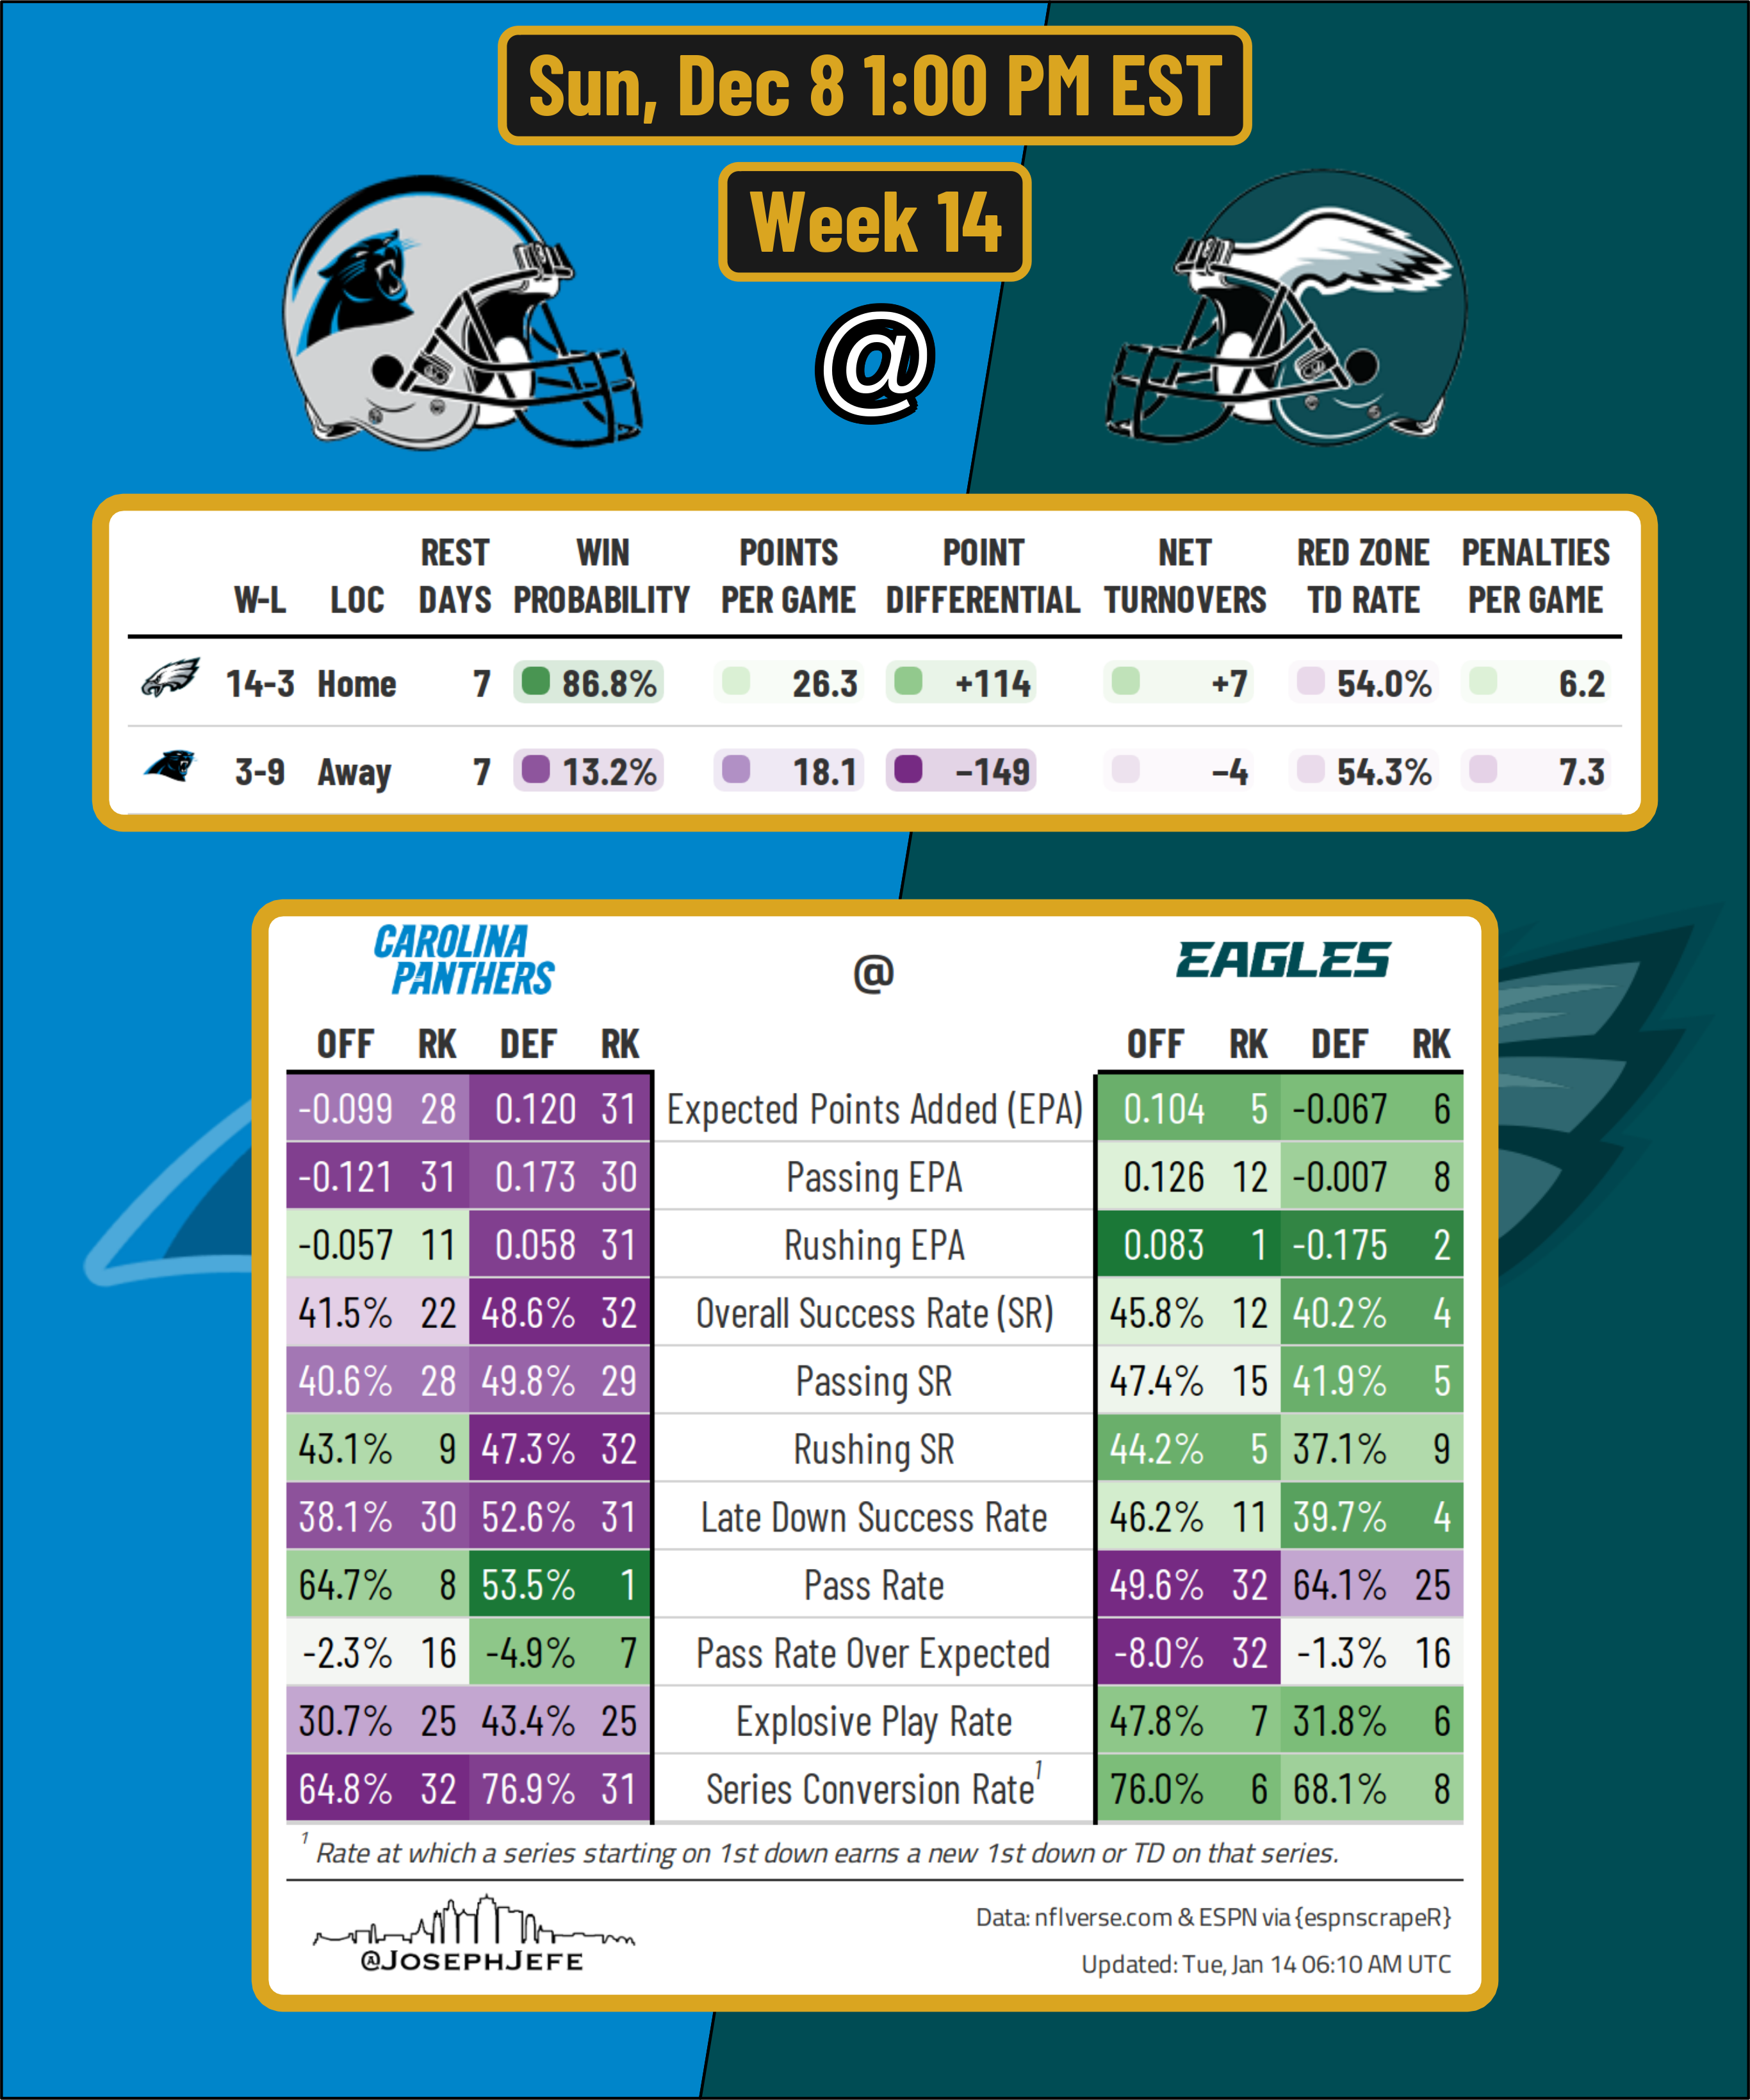 Sun, Dec 8 1:00 PM EST
Week 14
@
W-L LOC REST DAYS WIN PROBABILITY POINTS PER GAME POINT DIFFERENTIAL NET TURNOVERS RED ZONE TD RATE PENALTIES PER GAME
14-3 Home 7 86.8% 26.3 +114 +7 54.0% 6.2
3-9 Away 7 13.2% 18.1 −149 −4 54.3% 7.3
CAROLINA PANTHERS @ EAGLES
OFF RK DEF RK OFF RK DEF RK
-0.099 28 0.120 31 Expected Points Added (EPA) 0.104 5 -0.067 6
-0.121 31 0.173 30 Passing EPA 0.126 12 -0.007 8
-0.057 11 0.058 31 Rushing EPA 0.083 1 -0.175 2
41.5% 22 48.6% 32 Overall Success Rate (SR) 45.8% 12 40.2% 4
40.6% 28 49.8% 29 Passing SR 47.4% 15 41.9% 5
43.1% 9 47.3% 32 Rushing SR 44.2% 5 37.1% 9
38.1% 30 52.6% 31 Late Down Success Rate 46.2% 11 39.7% 4
64.7% 8 53.5% 1 Pass Rate 49.6% 32 64.1% 25
-2.3% 16 -4.9% 7 Pass Rate Over Expected -8.0% 32 -1.3% 16
30.7% 25 43.4% 25 Explosive Play Rate 47.8% 7 31.8% 6
64.8% 32 76.9% 31 Series Conversion Rate1 76.0% 6 68.1% 8
1 Rate at which a series starting on 1st down earns a new 1st down or TD on that series.
@JOSEPHJEFE
Data: nflverse.com & ESPN via {espnscrapeR}
Updated: Tue, Jan 14 06:10 AM UTC